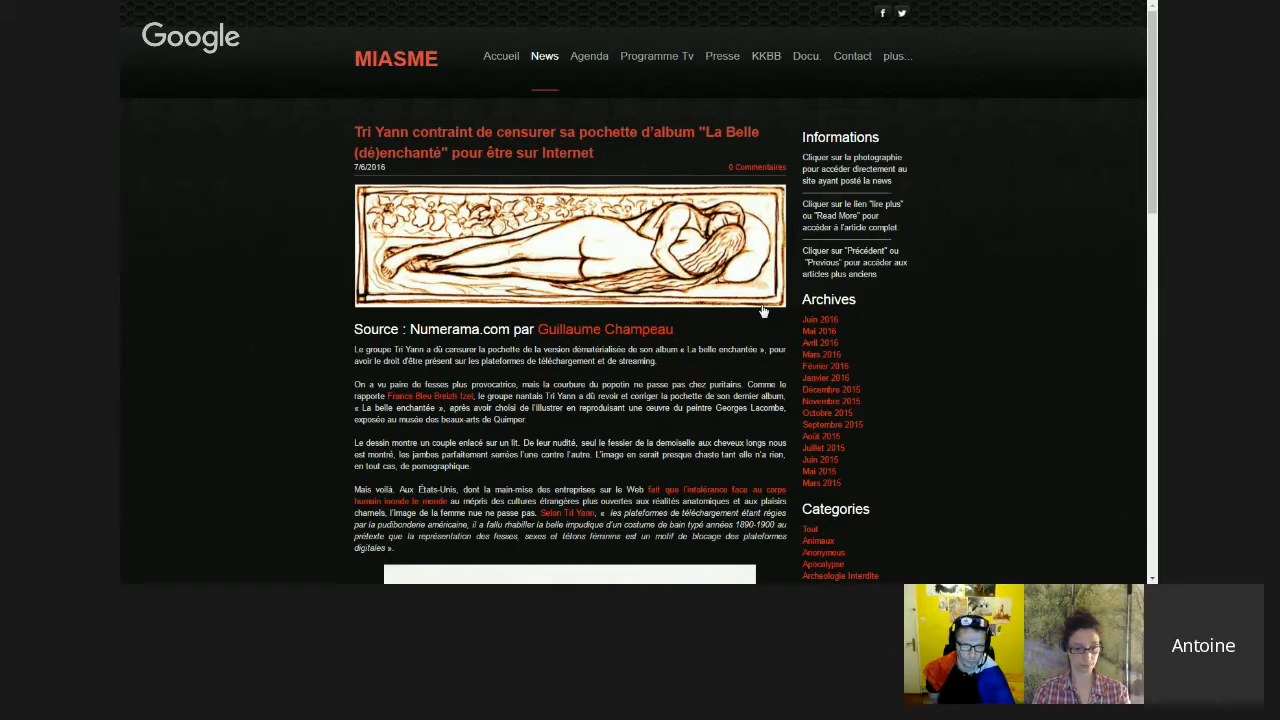 Google
MIASME
Accueil News Agenda Programme Tv Presse KKBB Docu. Contact plus...
Tri Yann contraint de censurer sa pochette d'album "La Belle
(dé)enchanté" pour être sur Internet
7/6/2016
0 Commentaires
Source : Numerama.com par Guillaume Champeau
Le groupe Tri Yann a dû censurer la pochette de la version dématérialisée de son album « La belle enchantée », pour
avoir le droit d'être présent sur les plateformes de téléchargement et de streaming.
On a vu paire de fesses plus provocatrice, mais la courbure du popotin ne passe pas chez puritains. Comme le
rapporte France Bleu Breizh Izel, le groupe nantais Tri Yann a dû revoir et corriger la pochette de son dernier album,
« La belle enchantée », après avoir choisi de l'illustrer en reproduisant une œuvre du peintre Georges Lacombe,
exposée au musée des beaux-arts de Quimper.
Le dessin montre un couple enlacé sur un lit. De leur nudité, seul le fessier de la demoiselle aux cheveux longs nous
est montré, les jambes parfaitement serrées l'une contre l'autre. L'image en serait presque chaste tant elle n'a rien,
en tout cas, de pornographique.
Mais voilà. Aux États-Unis, dont la main-mise des entreprises sur le Web fait que l'intolérance face au corps
humain inonde le monde au mépris des cultures étrangères plus ouvertes aux réalités anatomiques et aux plaisirs
charnels, l'image de la femme nue ne passe pas. Selon Tri Yann, « les plateformes de téléchargement étant régies
par la pudibonderie américaine, il a fallu rhabiller la belle impudique d'un costume de bain typé années 1890-1900 au
prétexte que la représentation des fesses, sexes et tétons féminins est un motif de blocage des plateformes
digitales ».
Informations
Cliquer sur la photographie
pour accéder directement au
site ayant posté la news
Cliquer sur le lien "lire plus"
ou "Read More" pour
accéder à l'article complet.
Cliquer sur "Précédent" ou
"Previous" pour accéder aux
articles plus anciens
Archives
Juin 2016
Mai 2016
Avril 2016
Mars 2016
Février 2016
Janvier 2016
Décembre 2015
Novembre 2015
Octobre 2015
Septembre 2015
Août 2015
Juillet 2015
Juin 2015
Mai 2015
Mars 2015
Categories
Tout
Animaux
Anonymous
Apocalypse
Archeologie Interdite
Antoine